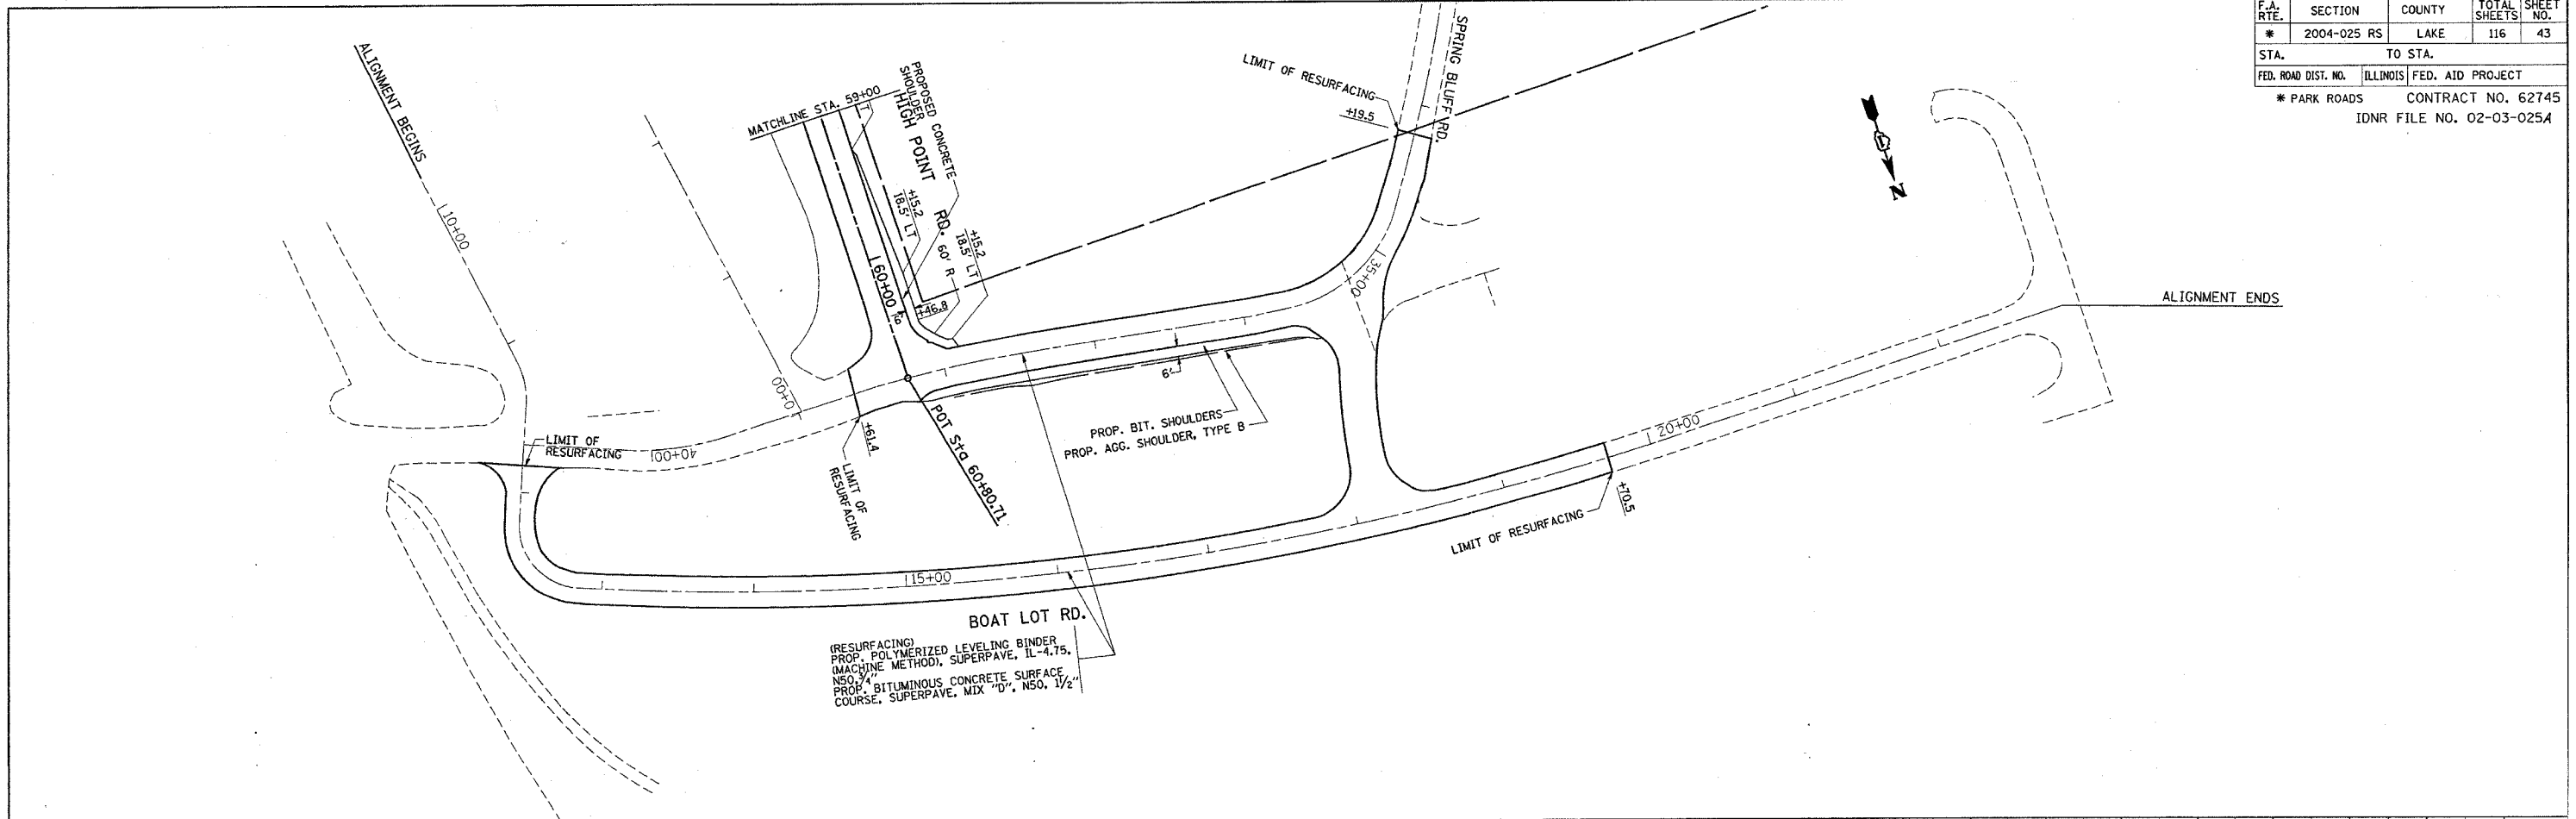 F.A. RTE. SECTION COUNTY TOTAL SHEETS SHEET NO.
* 2004-025 RS LAKE 116 43
STA. TO STA.
FED. ROAD DIST. NO. ILLINOIS FED. AID PROJECT
* PARK ROADS CONTRACT NO. 62745
IDNR FILE NO. 02-03-025A
ALIGNMENT BEGINS
110+00
MATCHLINE STA. 59+00
PROPOSED CONCRETE
SHOULDER
HIGH POINT RD.
+15.2
18.5' LT
+15.2
18.5' LT
60' R
160+00
+46.8
LIMIT OF RESURFACING
+19.5
SPRING BLUFF RD.
N
135+00
ALIGNMENT ENDS
0+00
6'
PROP. BIT. SHOULDERS
PROP. AGG. SHOULDER, TYPE B
120+00
LIMIT OF
RESURFACING
40+00
+61.4
LIMIT OF
RESURFACING
POT Sta 60+80.71
+70.5
LIMIT OF RESURFACING
115+00
BOAT LOT RD.
(RESURFACING)
PROP. POLYMERIZED LEVELING BINDER
(MACHINE METHOD), SUPERPAVE, IL-4.75,
N50, 3/4"
PROP. BITUMINOUS CONCRETE SURFACE
COURSE, SUPERPAVE, MIX "D", N50, 1 1/2"